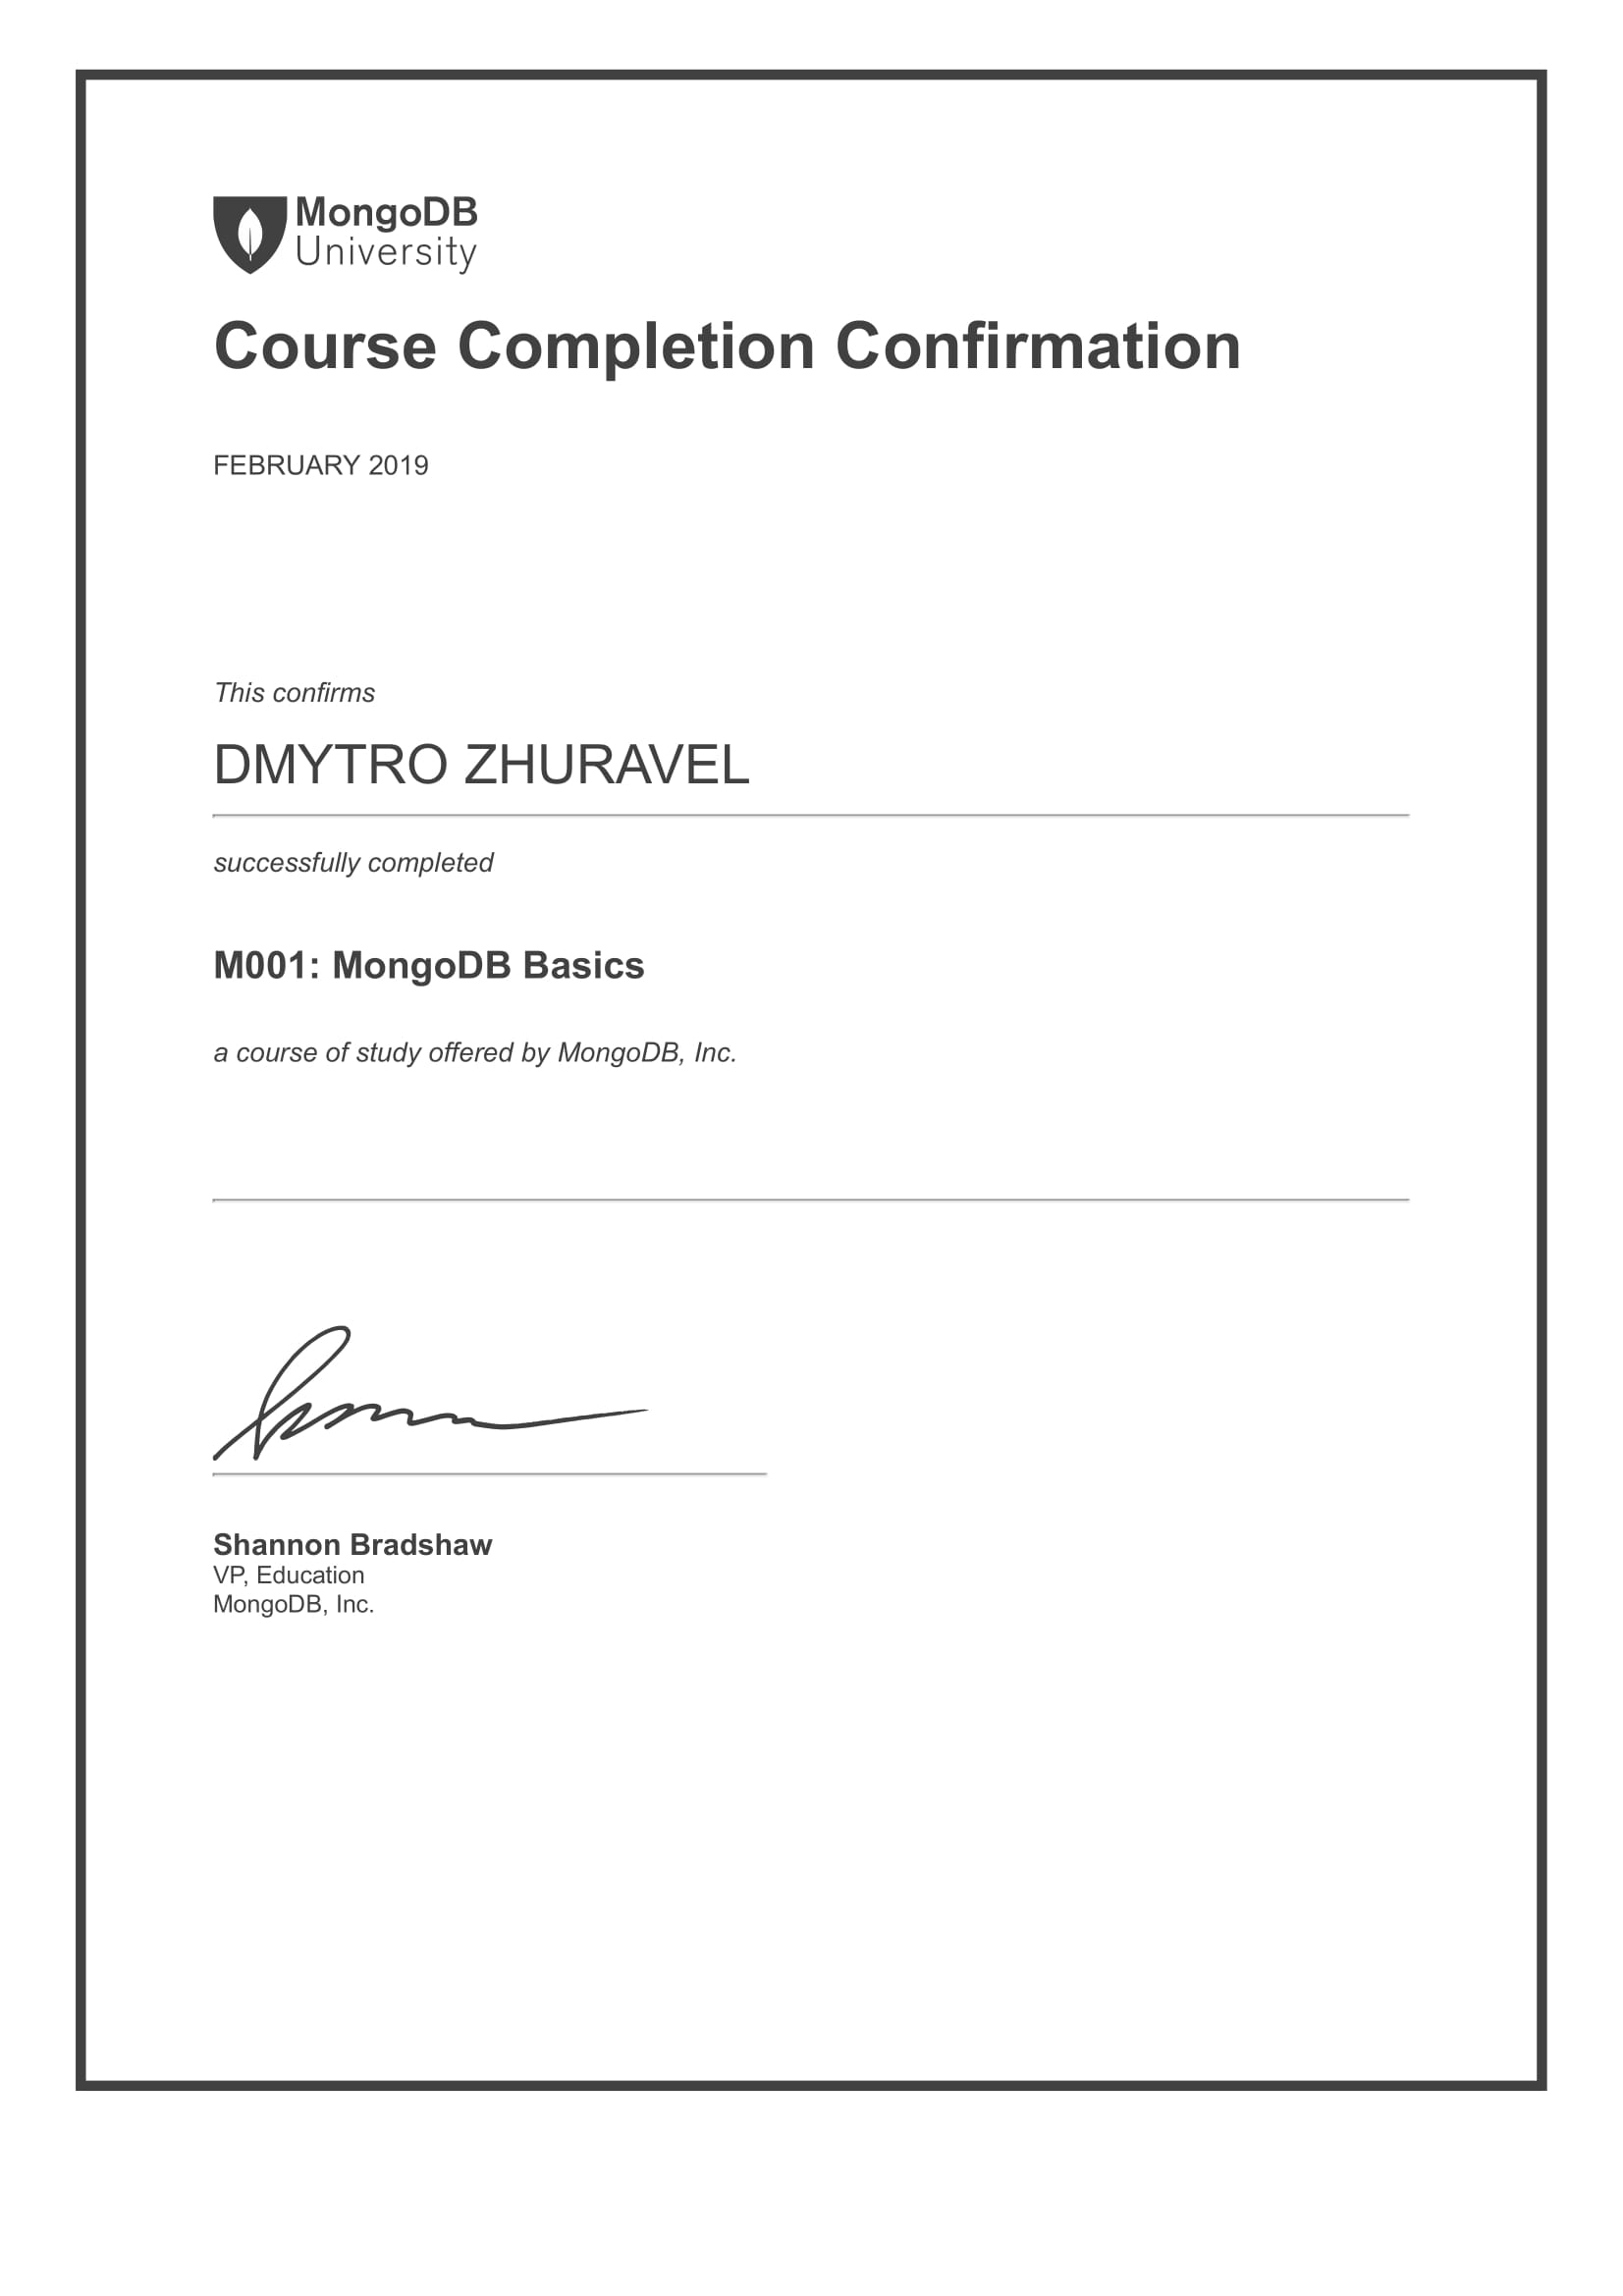 MongoDB
University
Course Completion Confirmation
FEBRUARY 2019
This confirms
DMYTRO ZHURAVEL
successfully completed
M001: MongoDB Basics
a course of study offered by MongoDB, Inc.
Shannon Bradshaw
VP, Education
MongoDB, Inc.